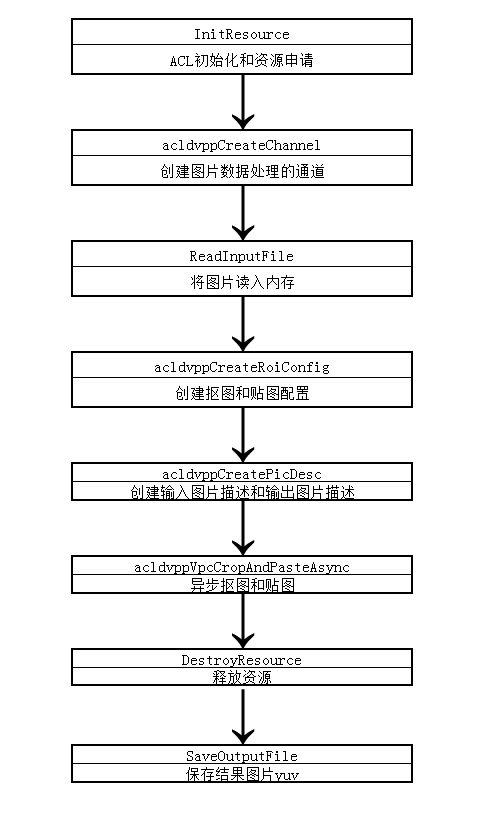 InitResource
ACL初始化和资源申请
acldvppCreateChannel
创建图片数据处理的通道
ReadInputFile
将图片读入内存
acldvppCreateRoiConfig
创建抠图和贴图配置
acldvppCreatePicDesc
创建输入图片描述和输出图片描述
acldvppVpcCropAndPasteAsync
异步抠图和贴图
DestroyResource
释放资源
SaveOutputFile
保存结果图片yuv